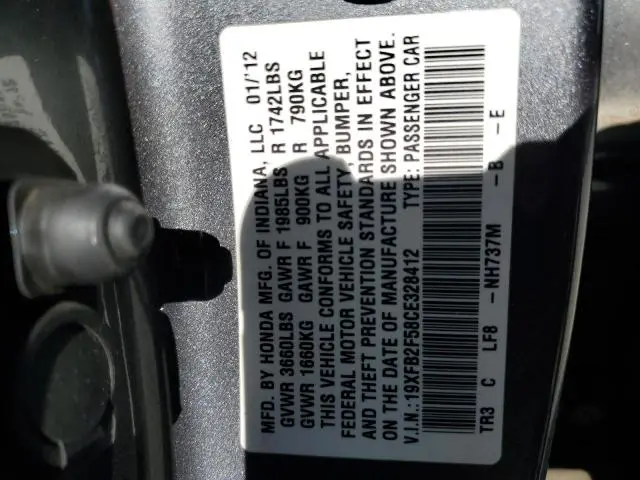 MFD. BY HONDA MFG. OF INDIANA, LLC 01/'12
GVWR 3660LBS GAWR F 1985LBS R 1742LBS
GVWR 1660KG GAWR F 900KG R 790KG
THIS VEHICLE CONFORMS TO ALL APPLICABLE
FEDERAL MOTOR VEHICLE SAFETY, BUMPER,
AND THEFT PREVENTION STANDARDS IN EFFECT
ON THE DATE OF MANUFACTURE SHOWN ABOVE.
V.I.N.:19XFB2F58CE328412 TYPE: PASSENGER CAR
TR3 C LF8 -NH737M -B -E